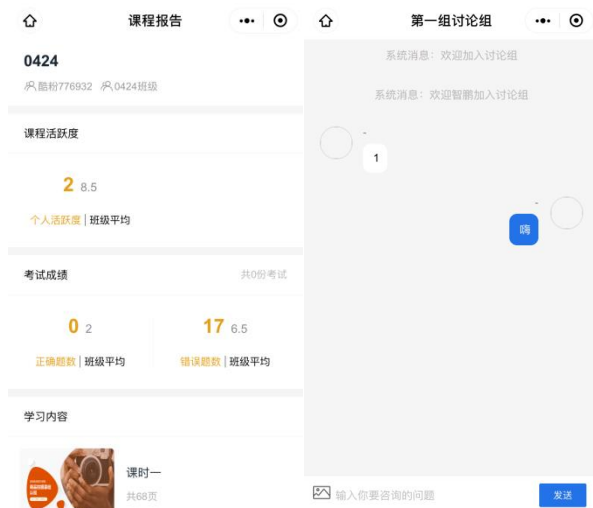 课程报告
0424
酷粉776932 0424班级
课程活跃度
2 8.5
个人活跃度 | 班级平均
考试成绩 共0份考试
0 2 17 6.5
正确题数 | 班级平均 错误题数 | 班级平均
学习内容
课时一
共68页
第一组讨论组
系统消息：欢迎加入讨论组
系统消息：欢迎智鹏加入讨论组
-
1
-
嗨
输入你要咨询的问题 发送